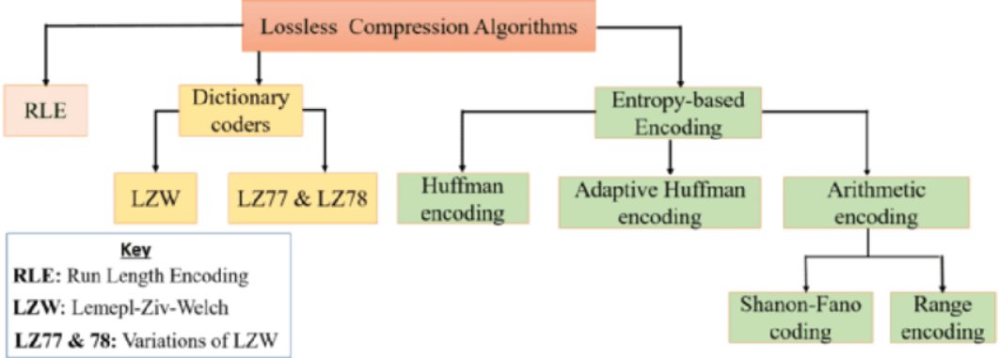 Lossless Compression Algorithms
RLE
Dictionary
coders
Entropy-based
Encoding
LZW
LZ77 & LZ78
Huffman
encoding
Adaptive Huffman
encoding
Arithmetic
encoding
Shanon-Fano
coding
Range
encoding
Key
RLE: Run Length Encoding
LZW: Lemepl-Ziv-Welch
LZ77 & 78: Variations of LZW